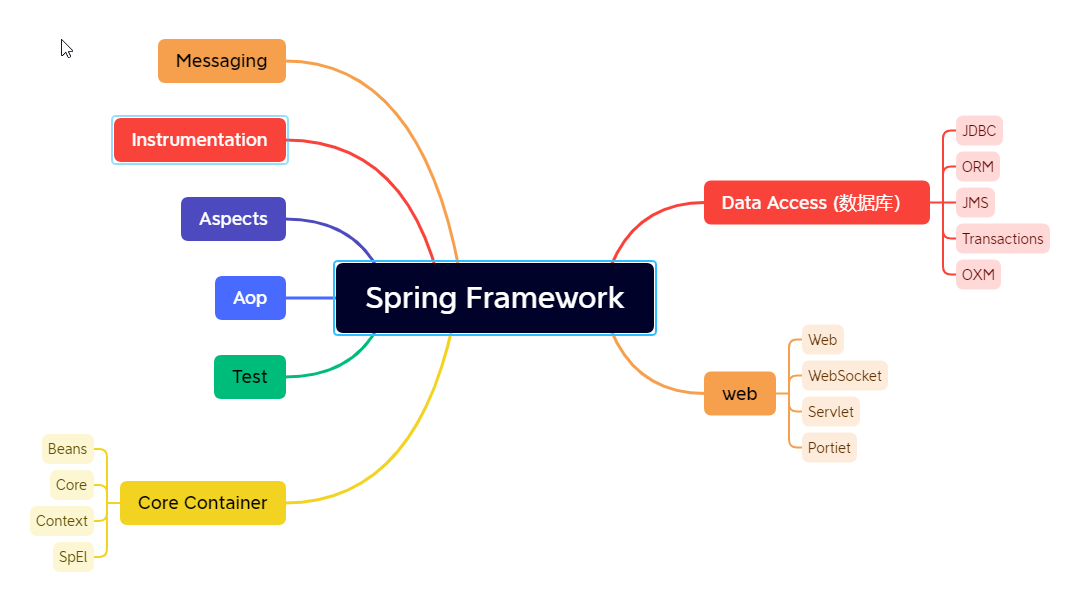 Messaging
Instrumentation
Aspects
Aop
Test
Core Container
Beans
Core
Context
SpEl
Spring Framework
Data Access (数据库）
JDBC
ORM
JMS
Transactions
OXM
web
Web
WebSocket
Servlet
Portiet